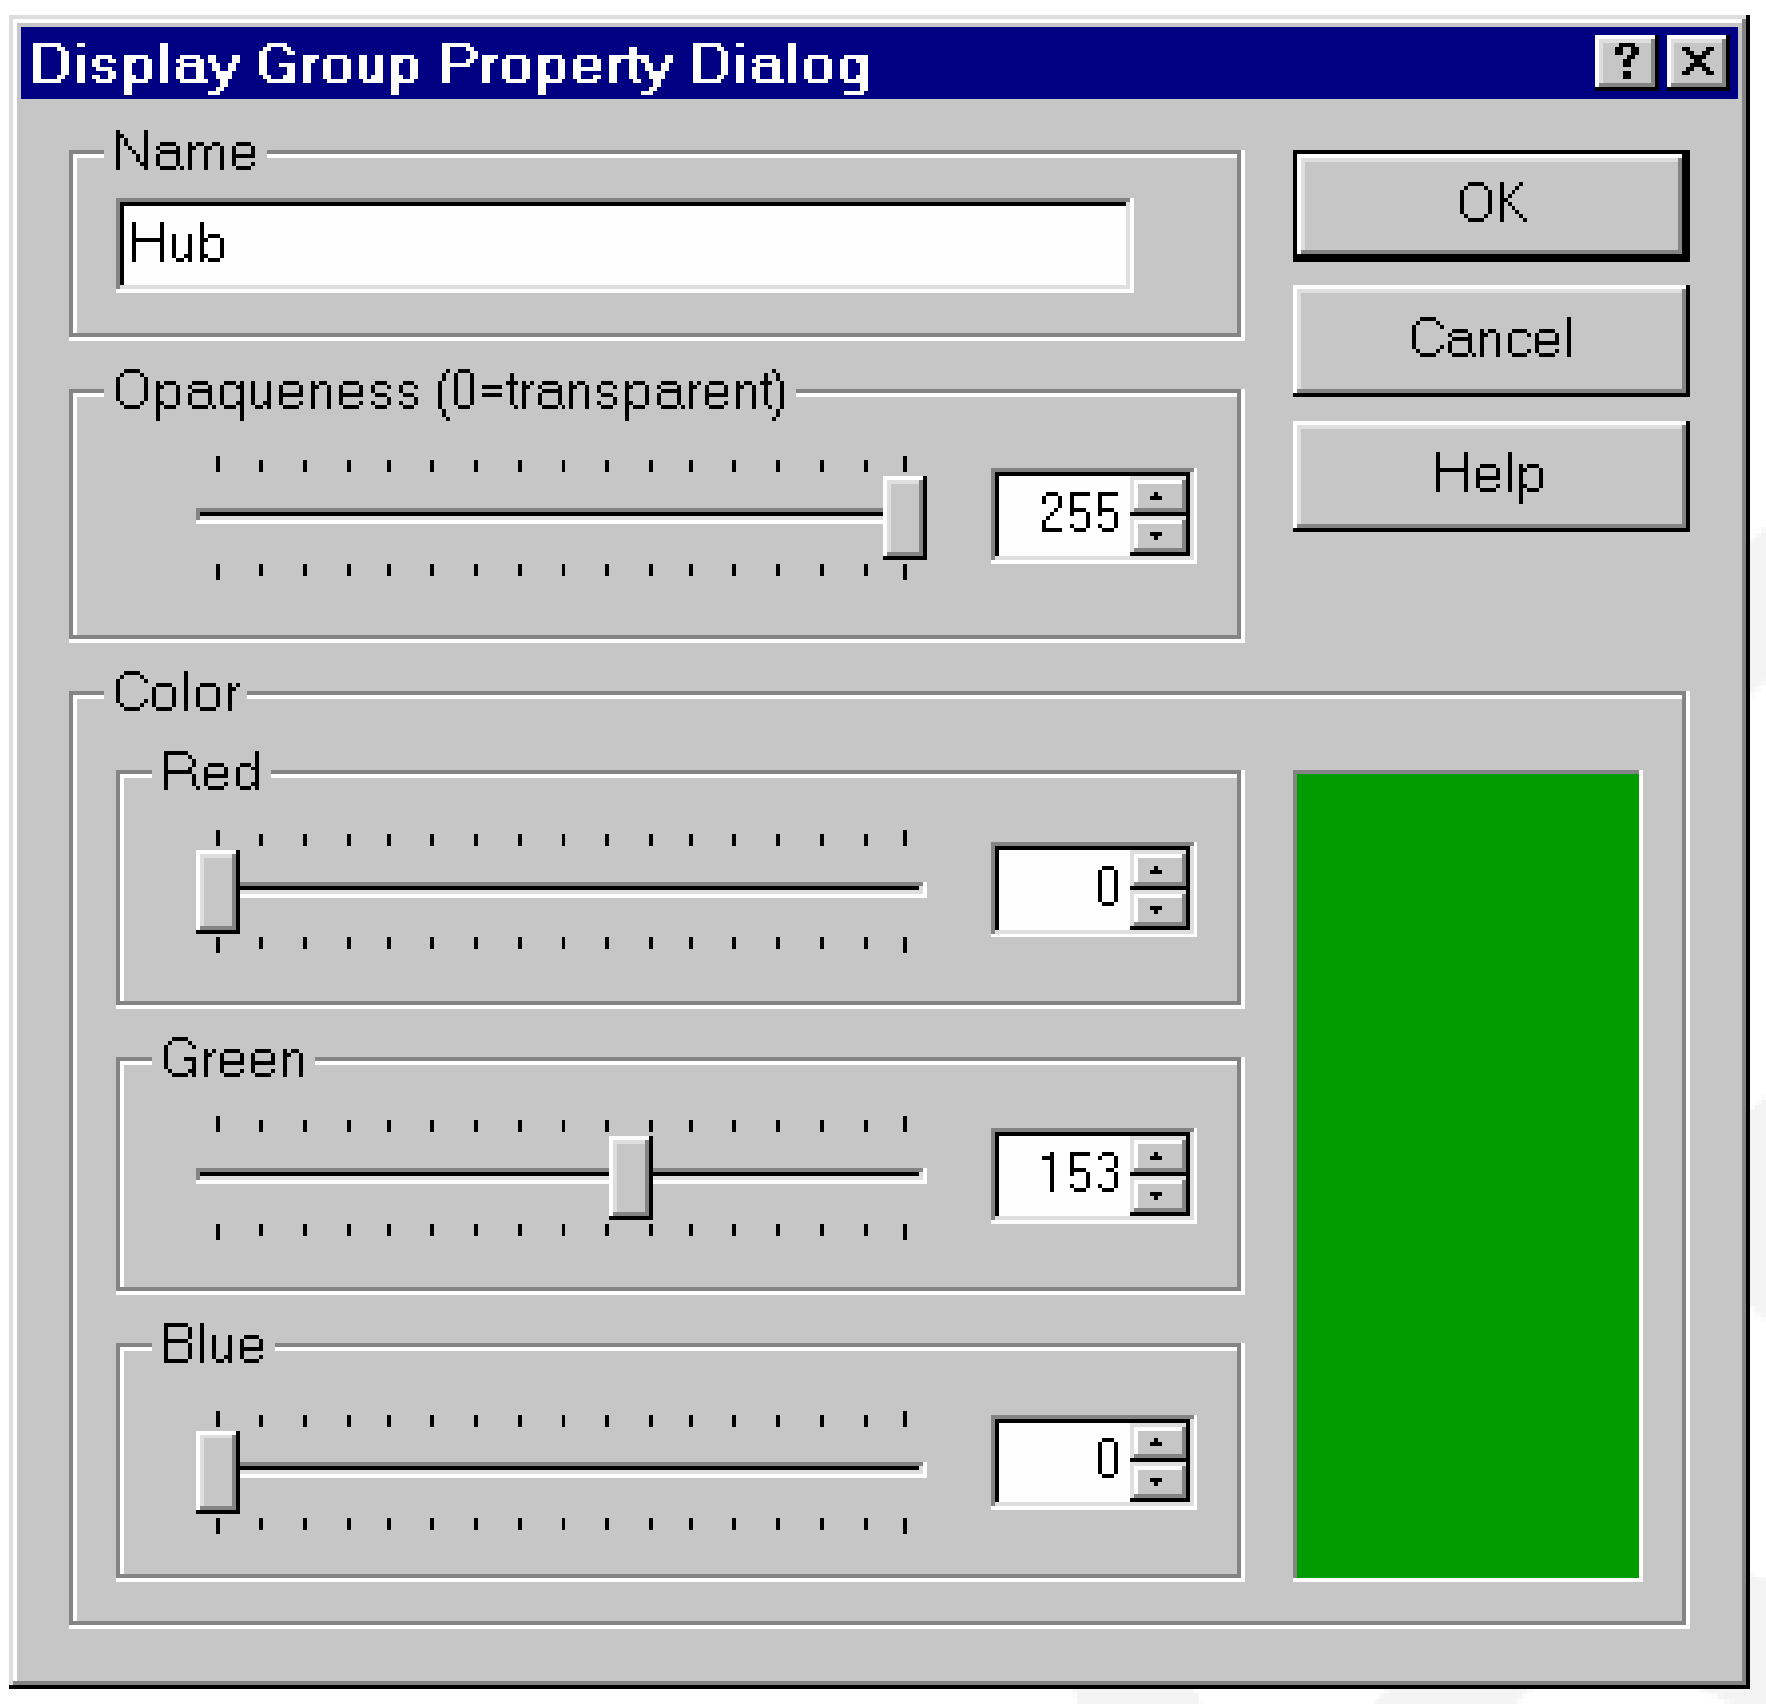 Display Group Property Dialog ? X
Name
Hub
OK
Cancel
Help
Opaqueness (0=transparent)
255
Color
Red
0
Green
153
Blue
0